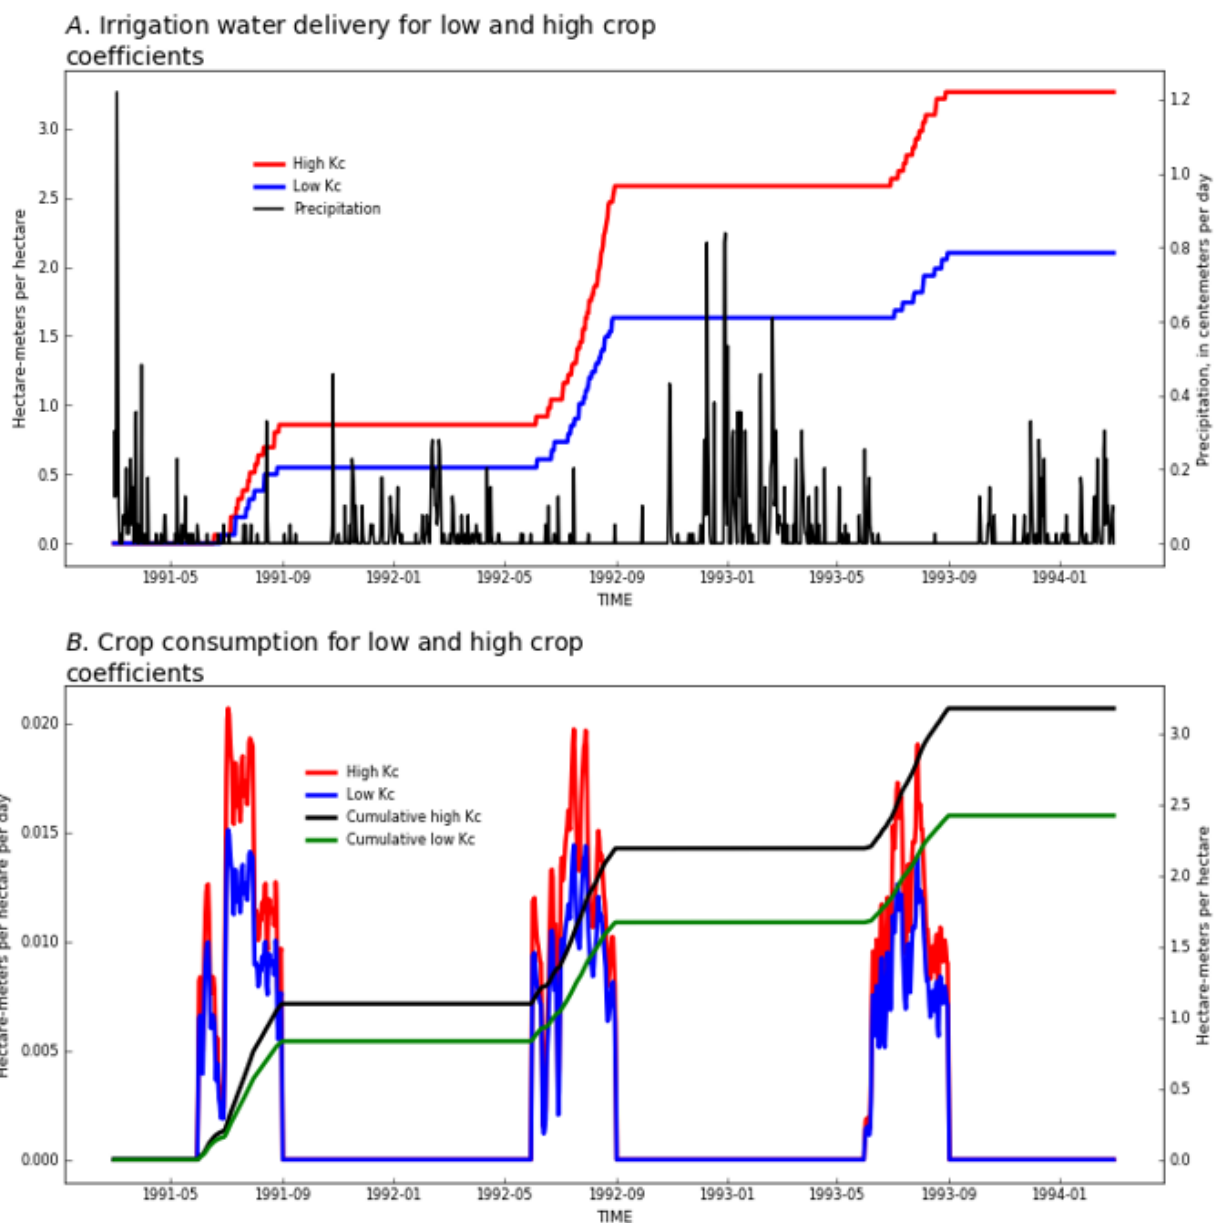 A. Irrigation water delivery for low and high crop
coefficients
Hectare-meters per hectare
3.0
2.5
2.0
1.5
1.0
0.5
0.0
High Kc
Low Kc
Precipitation
1.2
1.0
0.8
0.6
0.4
0.2
0.0
Precipitation, in centemeters per day
1991-05 1991-09 1992-01 1992-05 1992-09 1993-01 1993-05 1993-09 1994-01
TIME
B. Crop consumption for low and high crop
coefficients
Hectare-meters per hectare per day
0.020
0.015
0.010
0.005
0.000
High Kc
Low Kc
Cumulative high Kc
Cumulative low Kc
3.0
2.5
2.0
1.5
1.0
0.5
0.0
Hectare-meters per hectare
1991-05 1991-09 1992-01 1992-05 1992-09 1993-01 1993-05 1993-09 1994-01
TIME